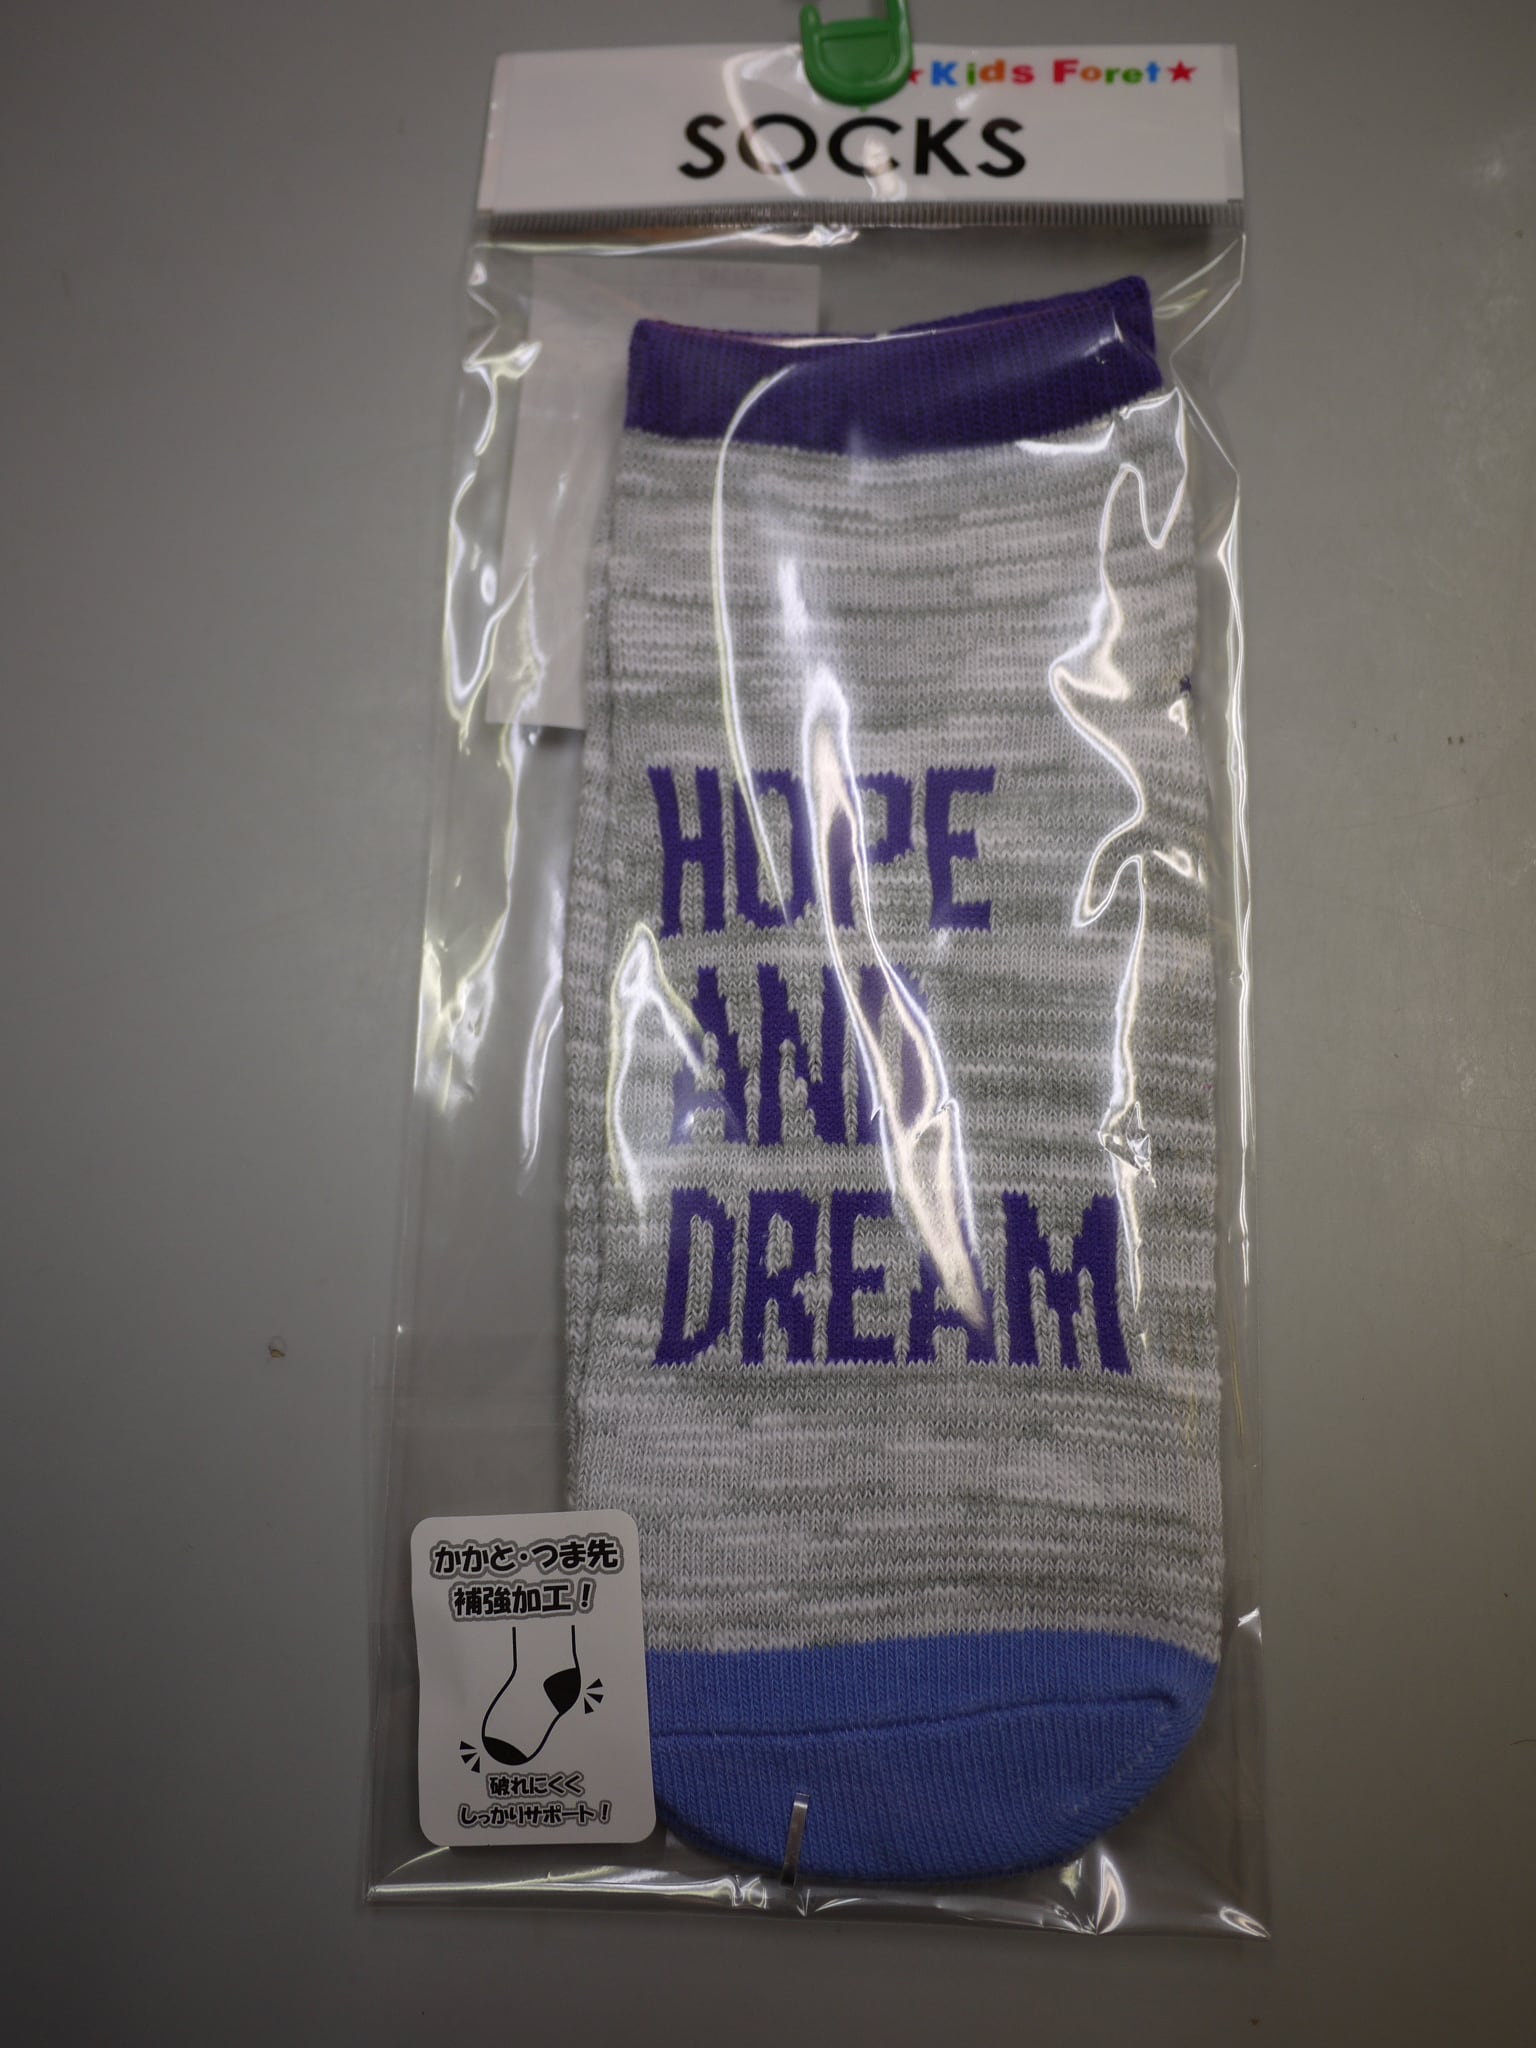 ★Kids Foret★
SOCKS
HOPE
AND
DREAM
かかと・つま先
補強加工！
破れにくく
しっかりサポート！